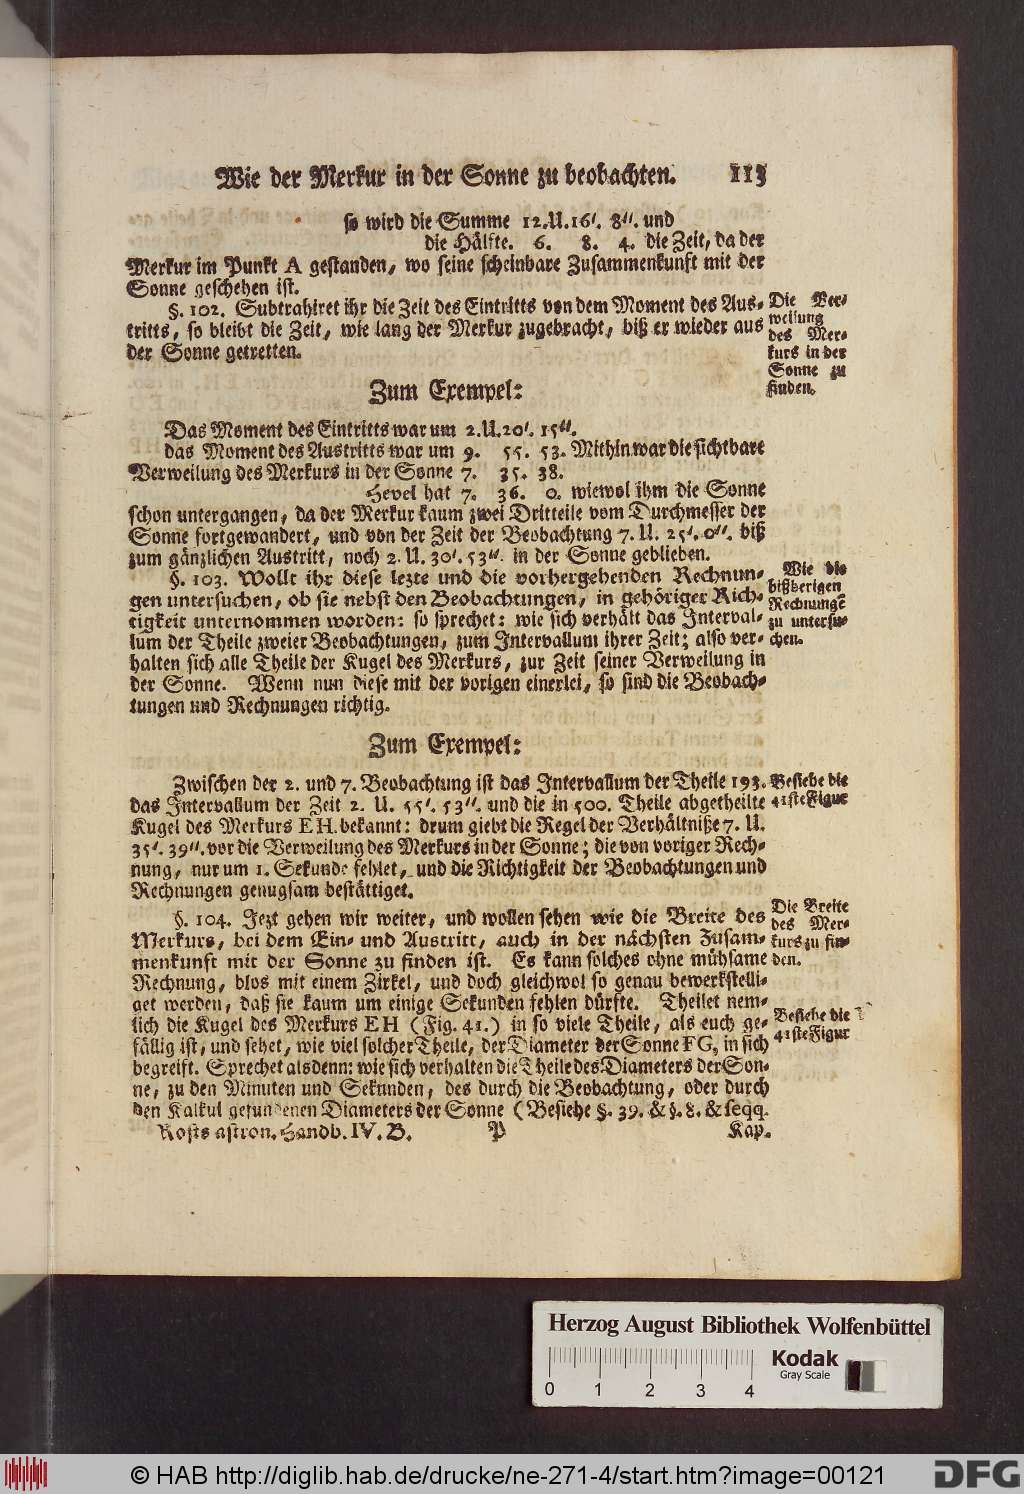 Wie der Merkur in der Sonne zu beobachten. 113
so wird die Summe 12. U. 16'. 8''. und
die Hälfte. 6. 8. 4. die Zeit, da der
Merkur im Punkt A gestanden, wo seine scheinbare Zusammenkunft mit der
Sonne geschehen ist.
§. 102. Subtrahiret ihr die Zeit des Eintritts von dem Moment des Aus-
tritts, so bleibt die Zeit, wie lang der Merkur zugebracht, biß er wieder aus
der Sonne getretten.
Die Ver-
weilung
des Mer-
kurs in der
Sonne zu
finden.
Zum Exempel:
Das Moment des Eintritts war um 2. U. 20'. 15''.
das Moment des Austritts war um 9. 55. 53. Mithin war die sichtbare
Verweilung des Merkurs in der Sonne 7. 35. 38.
Hevel hat 7. 36. 0. wiewol ihm die Sonne
schon untergangen, da der Merkur kaum zwei Dritteile vom Durchmesser der
Sonne fortgewandert, und von der Zeit der Beobachtung 7. U. 25'. 0''. biß
zum gänzlichen Austritt, noch 2. U. 30'. 53''. in der Sonne geblieben.
§. 103. Wollt ihr diese lezte und die vorhergehenden Rechnun-
gen untersuchen, ob sie nebst den Beobachtungen, in gehöriger Rich-
tigkeit unternommen worden: so sprechet: wie sich verhält das Interval-
lum der Theile zweier Beobachtungen, zum Intervallum ihrer Zeit; also ver-
halten sich alle Theile der Kugel des Merkurs, zur Zeit seiner Verweilung in
der Sonne. Wenn nun diese mit der vorigen einerlei, so sind die Beobach-
tungen und Rechnungen richtig.
Wie die
bißherigen
Rechnungē
zu untersu-
chen.
Zum Exempel:
Zwischen der 2. und 7. Beobachtung ist das Intervallum der Theile 193.
das Intervallum der Zeit 2. U. 55'. 53''. und die in 500. Theile abgetheilte
Kugel des Merkurs EH. bekannt: drum giebt die Regel der Verhältniße 7. U.
35'. 39''. vor die Verweilung des Merkurs in der Sonne; die von voriger Rech-
nung, nur um 1. Sekunde fehlet, und die Richtigkeit der Beobachtungen und
Rechnungen genugsam bestättiget.
Besiehe die
41ste Figur
§. 104. Jezt gehen wir weiter, und wollen sehen wie die Breite des
Merkurs, bei dem Ein- und Austritt, auch in der nächsten Zusam-
menkunft mit der Sonne zu finden ist. Es kann solches ohne mühsame
Rechnung, blos mit einem Zirkel, und doch gleichwol so genau bewerkstelli-
get werden, daß sie kaum um einige Sekunden fehlen dürfte. Theilet nem-
lich die Kugel des Merkurs EH (Fig. 41.) in so viele Theile, als euch ge-
fällig ist, und sehet, wie viel solcher Theile, der Diameter der Sonne FG, in sich
begreift. Sprechet alsdenn: wie sich verhalten die Theile des Diameters der Son-
ne, zu den Minuten und Sekunden, des durch die Beobachtung, oder durch
den Kalkul gefundenen Diameters der Sonne (Besiehe §. 39. & §. 8. & seqq.
Die Breite
des Mer-
kurs zu fin-
den.
Besiehe die
41ste Figur
Rosts astron. Handb. IV. B. P Kap.
Herzog August Bibliothek Wolfenbüttel
0 1 2 3 4
Kodak
Gray Scale
© HAB http://diglib.hab.de/drucke/ne-271-4/start.htm?image=00121
DFG